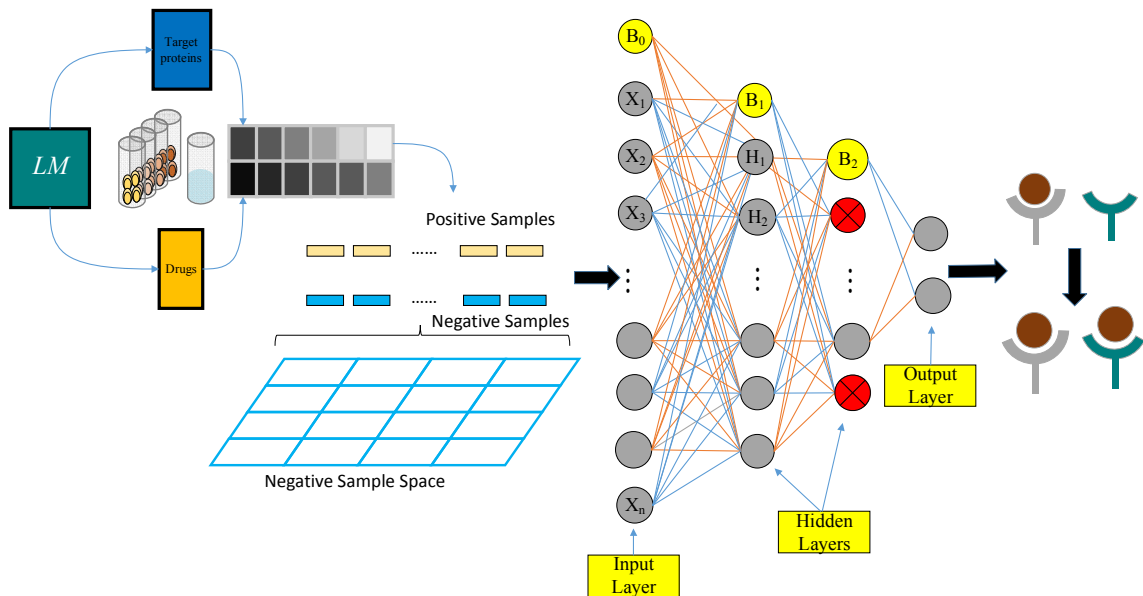 Target
proteins
LM
Drugs
Positive Samples
......
......
Negative Samples
Negative Sample Space
B0
X1
X2
X3
⋮
Xn
B1
H1
H2
⋮
B2
⋮
Input
Layer
Hidden
Layers
Output
Layer